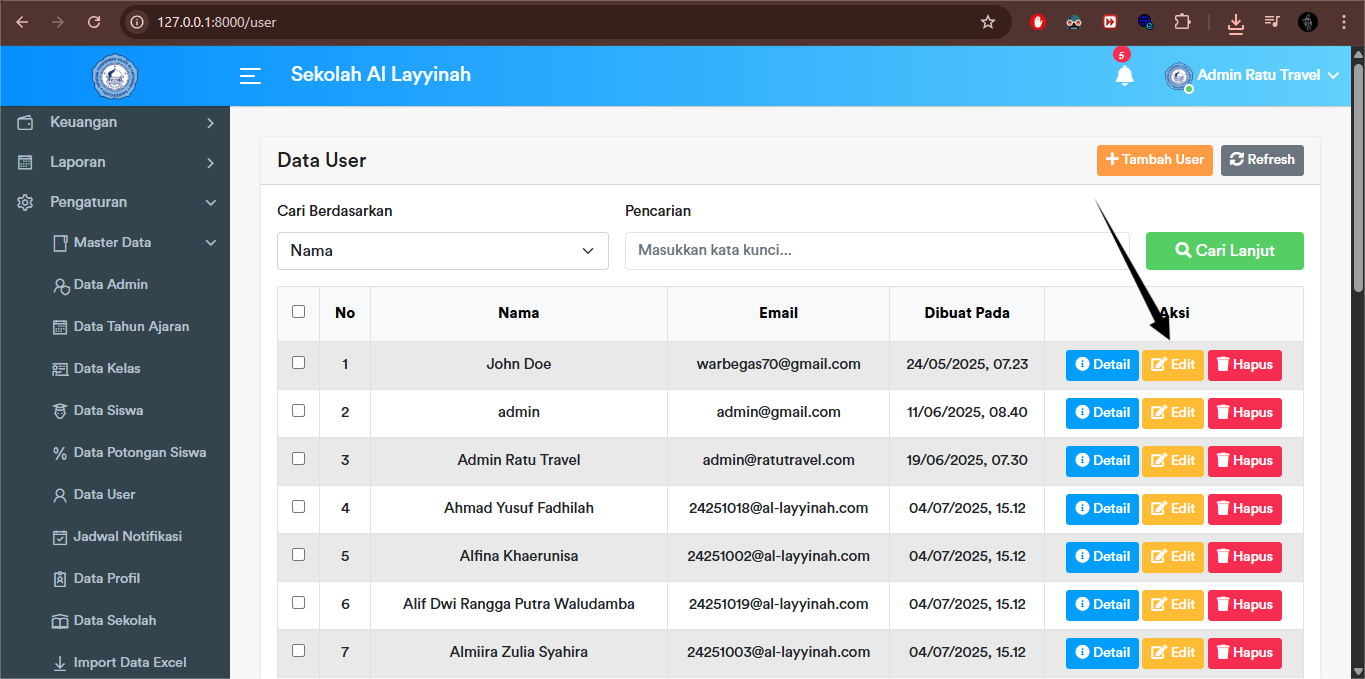 127.0.0.1:8000/user
Sekolah Al Layyinah
5
Admin Ratu Travel
Keuangan
Laporan
Pengaturan
Master Data
Data Admin
Data Tahun Ajaran
Data Kelas
Data Siswa
Data Potongan Siswa
Data User
Jadwal Notifikasi
Data Profil
Data Sekolah
Import Data Excel
Data User
Tambah User
Refresh
Cari Berdasarkan
Pencarian
Nama
Masukkan kata kunci...
Cari Lanjut
No Nama Email Dibuat Pada Aksi
1 John Doe warbegas70@gmail.com 24/05/2025, 07.23 Detail Edit Hapus
2 admin admin@gmail.com 11/06/2025, 08.40 Detail Edit Hapus
3 Admin Ratu Travel admin@ratutravel.com 19/06/2025, 07.30 Detail Edit Hapus
4 Ahmad Yusuf Fadhilah 24251018@al-layyinah.com 04/07/2025, 15.12 Detail Edit Hapus
5 Alfina Khaerunisa 24251002@al-layyinah.com 04/07/2025, 15.12 Detail Edit Hapus
6 Alif Dwi Rangga Putra Waludamba 24251019@al-layyinah.com 04/07/2025, 15.12 Detail Edit Hapus
7 Almiira Zulia Syahira 24251003@al-layyinah.com 04/07/2025, 15.12 Detail Edit Hapus